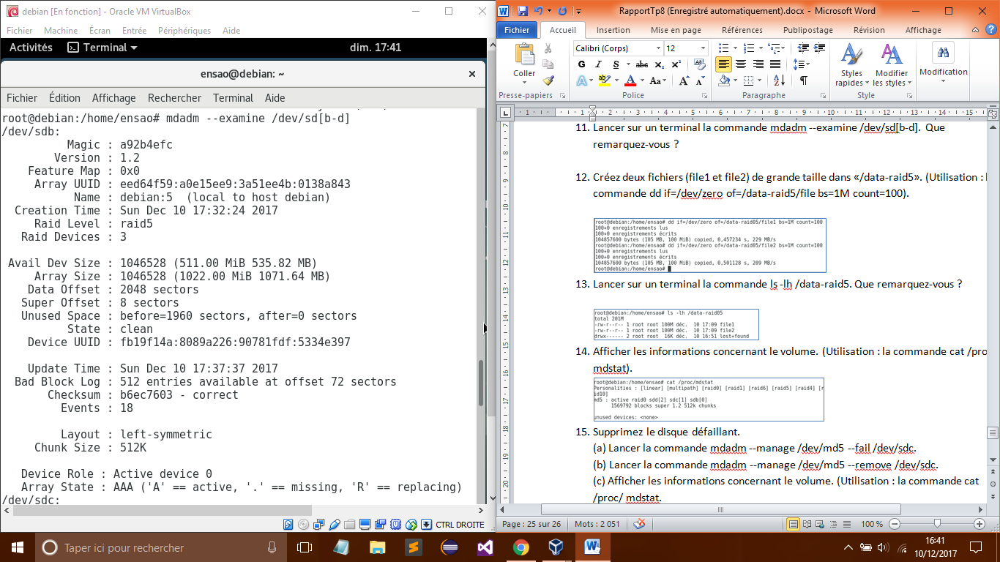 debian [En fonction] - Oracle VM VirtualBox
Fichier Machine Écran Entrée Périphériques Aide
Activités Terminal dim. 17:41
ensao@debian: ~
Fichier Édition Affichage Rechercher Terminal Aide
root@debian:/home/ensao# mdadm --examine /dev/sd[b-d]
/dev/sdb:
Magic : a92b4efc
Version : 1.2
Feature Map : 0x0
Array UUID : eed64f59:a0e15ee9:3a51ee4b:0138a843
Name : debian:5 (local to host debian)
Creation Time : Sun Dec 10 17:32:24 2017
Raid Level : raid5
Raid Devices : 3
Avail Dev Size : 1046528 (511.00 MiB 535.82 MB)
Array Size : 1046528 (1022.00 MiB 1071.64 MB)
Data Offset : 2048 sectors
Super Offset : 8 sectors
Unused Space : before=1960 sectors, after=0 sectors
State : clean
Device UUID : fb19f14a:8089a226:90781fdf:5334e397
Update Time : Sun Dec 10 17:37:37 2017
Bad Block Log : 512 entries available at offset 72 sectors
Checksum : b6ec7603 - correct
Events : 18
Layout : left-symmetric
Chunk Size : 512K
Device Role : Active device 0
Array State : AAA ('A' == active, '.' == missing, 'R' == replacing)
/dev/sdc:
CTRL DROITE
RapportTp8 (Enregistré automatiquement).docx - Microsoft Word
Fichier Accueil Insertion Mise en page Références Publipostage Révision Affichage
Coller
Calibri (Corps) 12
G I S abc x₂ x²
Styles rapides
Modifier les styles
Modification
Presse-papiers Police Paragraphe Style
11. Lancer sur un terminal la commande mdadm --examine /dev/sd[b-d]. Que
remarquez-vous ?
12. Créez deux fichiers (file1 et file2) de grande taille dans «/data-raid5». (Utilisation :
commande dd if=/dev/zero of=/data-raid5/file bs=1M count=100).
root@debian:/home/ensao# dd if=/dev/zero of=/data-raid05/file1 bs=1M count=100
100+0 enregistrements lus
100+0 enregistrements écrits
104857600 bytes (105 MB, 100 MiB) copied, 0,457234 s, 229 MB/s
root@debian:/home/ensao# dd if=/dev/zero of=/data-raid05/file2 bs=1M count=100
100+0 enregistrements lus
100+0 enregistrements écrits
104857600 bytes (105 MB, 100 MiB) copied, 0,501128 s, 209 MB/s
root@debian:/home/ensao#
13. Lancer sur un terminal la commande ls -lh /data-raid5. Que remarquez-vous ?
root@debian:/home/ensao# ls -lh /data-raid05
total 201M
-rw-r--r-- 1 root root 100M déc. 10 17:09 file1
-rw-r--r-- 1 root root 100M déc. 10 17:09 file2
drwx------ 2 root root 16K déc. 10 16:51 lost+found
14. Afficher les informations concernant le volume. (Utilisation : la commande cat /pro
mdstat).
root@debian:/home/ensao# cat /proc/mdstat
Personalities : [linear] [multipath] [raid0] [raid1] [raid6] [raid5] [raid4] [r
id10]
md5 : active raid0 sdd[2] sdc[1] sdb[0]
1569792 blocks super 1.2 512k chunks
unused devices: <none>
15. Supprimez le disque défaillant.
(a) Lancer la commande mdadm --manage /dev/md5 --fail /dev/sdc.
(b) Lancer la commande mdadm --manage /dev/md5 --remove /dev/sdc.
(c) Afficher les informations concernant le volume. (Utilisation : la commande cat
/proc/ mdstat.
Page : 25 sur 26 Mots : 2 051 100 %
Taper ici pour rechercher
16:41
10/12/2017